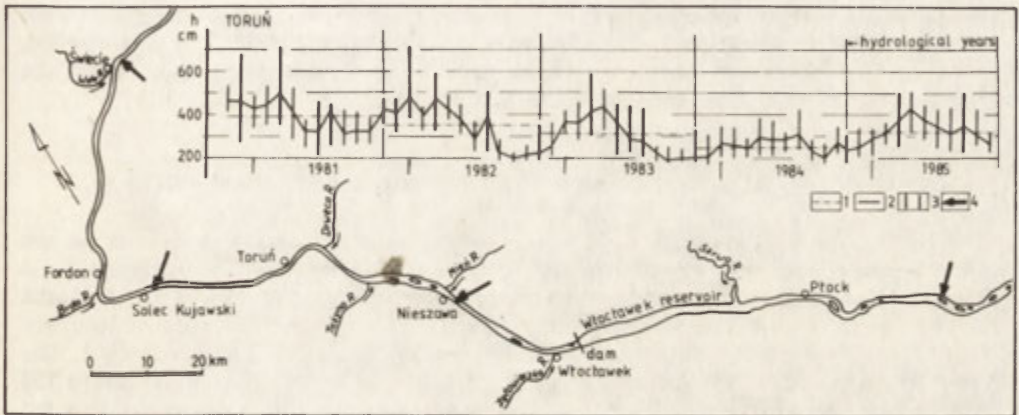 h TORUŃ
cm
hydrological years
600
400
200
1981 1982 1983 1984 1985
1 2 3 4
Świecie
Drwęca R.
Fordon
Toruń
Solec Kujawski
Nieszawa
Włocławek reservoir
Płock
dam
Włocławek
0 10 20 km